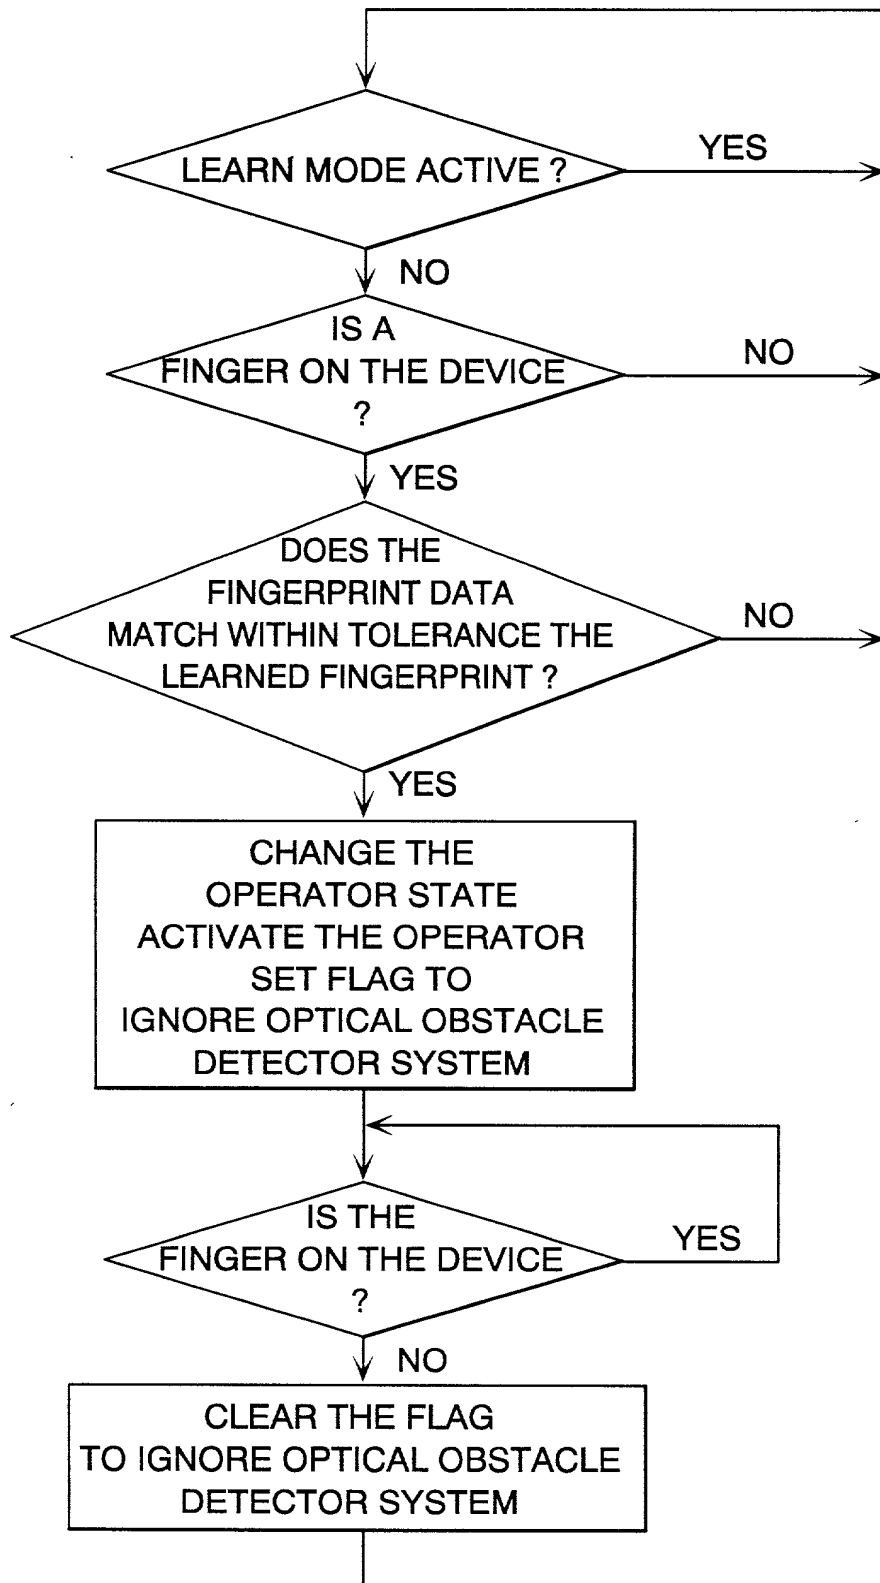 LEARN MODE ACTIVE ?
YES
NO
IS A
FINGER ON THE DEVICE
?
NO
YES
DOES THE
FINGERPRINT DATA
MATCH WITHIN TOLERANCE THE
LEARNED FINGERPRINT ?
NO
YES
CHANGE THE
OPERATOR STATE
ACTIVATE THE OPERATOR
SET FLAG TO
IGNORE OPTICAL OBSTACLE
DETECTOR SYSTEM
IS THE
FINGER ON THE DEVICE
?
YES
NO
CLEAR THE FLAG
TO IGNORE OPTICAL OBSTACLE
DETECTOR SYSTEM